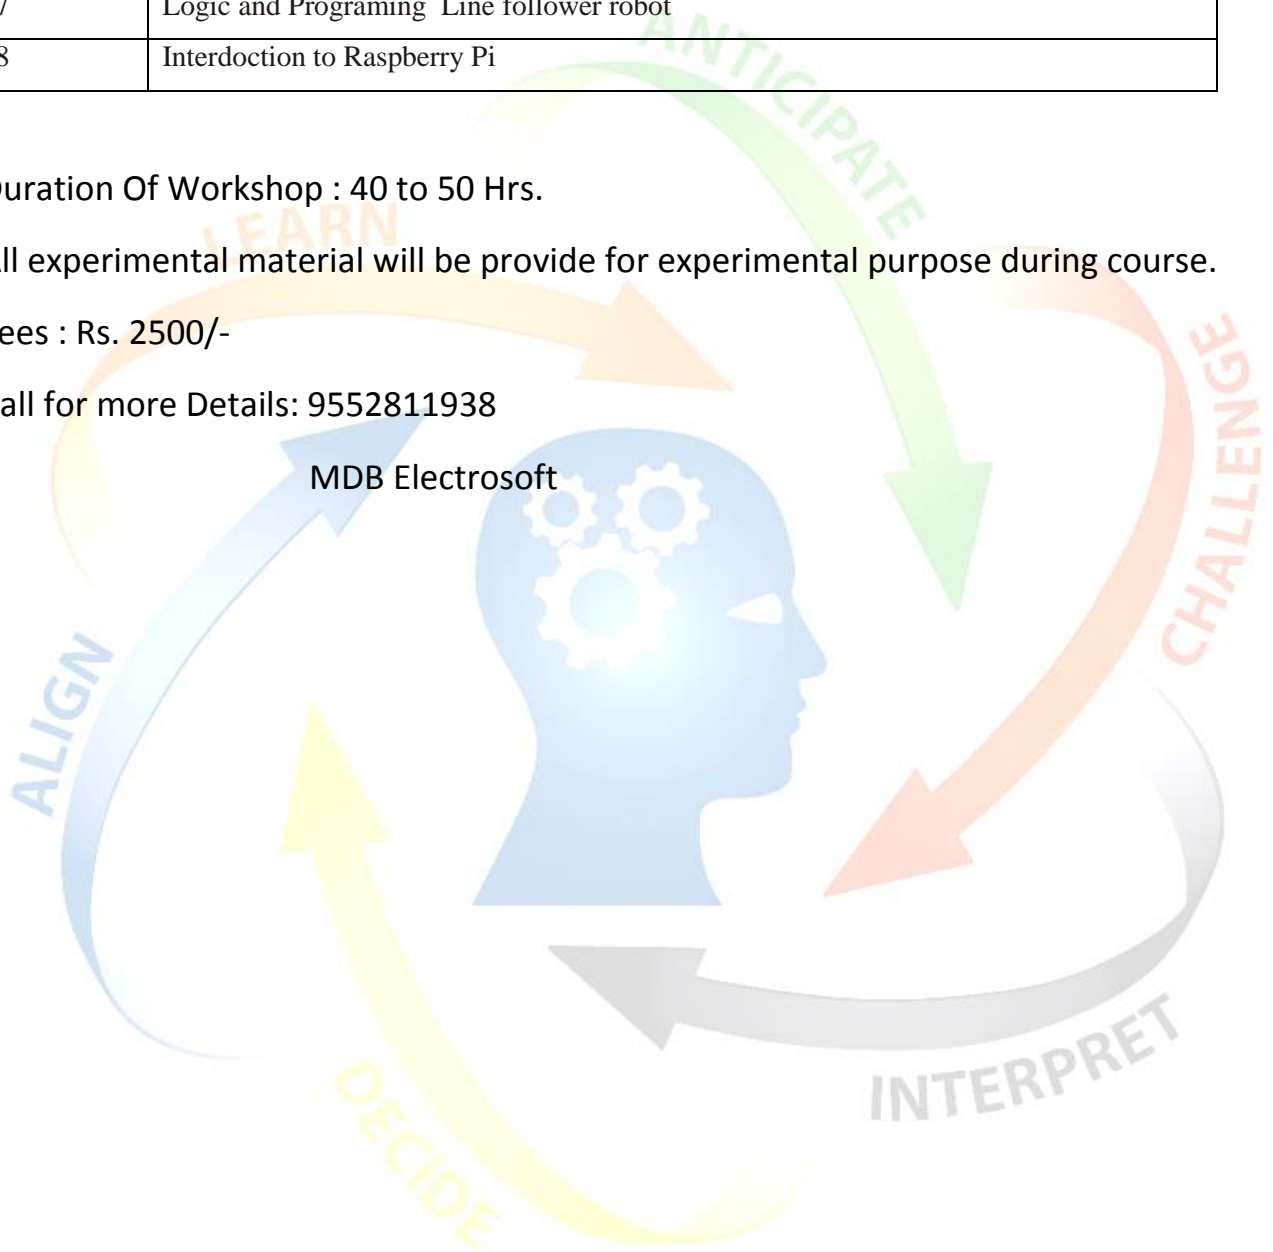 7 Logic and Programing Line follower robot
8 Interdoction to Raspberry Pi
Duration Of Workshop : 40 to 50 Hrs.
All experimental material will be provide for experimental purpose during course.
ees : Rs. 2500/-
all for more Details: 9552811938
MDB Electrosoft
ANTICIPATE
LEARN
CHALLENGE
ALIGN
INTERPRET
DECIDE